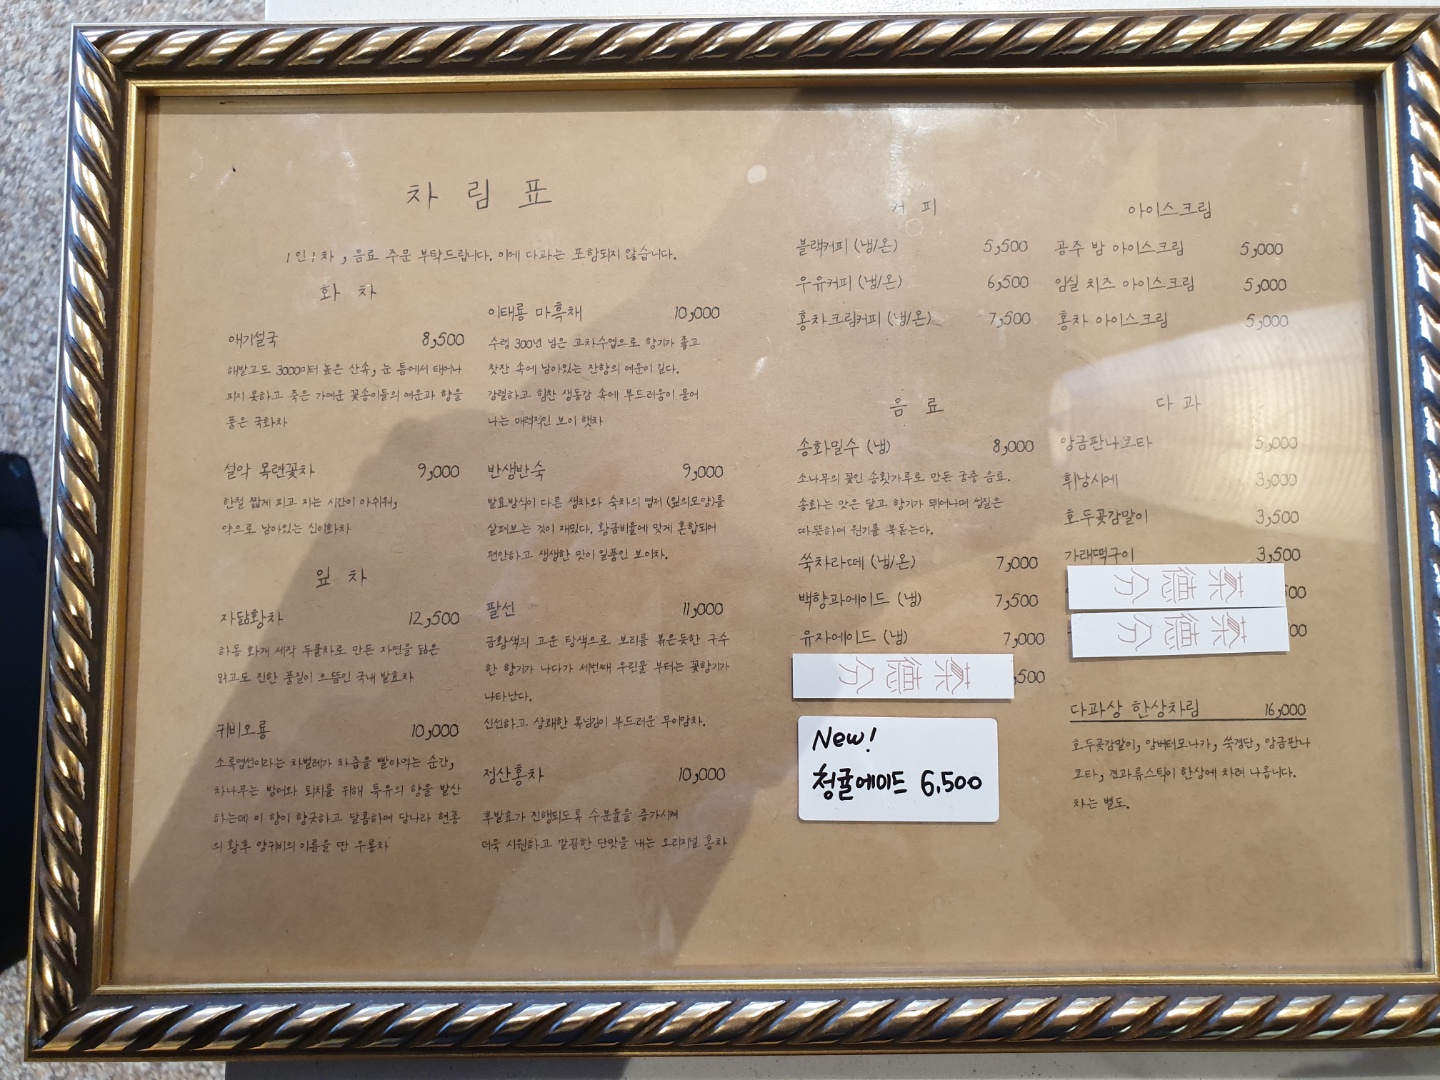 차림표
1인 1차, 음료 주문 부탁드립니다. 이에 다과는 포함되지 않습니다.
화차
애기설국 8,500
해발고도 3000미터 높은 산속, 눈 틈에서 태어나
피지 못하고 죽은 가여운 꽃송이들의 여운과 향을
품은 국화차
설악 목련꽃차 9,000
한철 짧게 피고 지는 시간이 아쉬워,
약으로 남아있는 신이화차
잎차
자닮황차 12,500
하동 화개 세작 두물차로 만든 자연을 닮은
맑고도 진한 품질이 으뜸인 국내 발효차
귀비오룡 10,000
소록엽선이라는 차벌레가 차즙을 빨아먹는 순간,
차나무는 방어와 퇴치를 위해 특유의 향을 발산
하는데 이 향이 향긋하고 달콤하여 당나라 현종
의 황후 양귀비의 이름을 딴 우롱차
이태룡 마흑채 10,000
수령 300년 넘은 고차수엽으로 향기가 좋고
찻잔 속에 남아있는 잔향의 여운이 길다.
강렬하고 힘찬 생동감 속에 부드러움이 묻어
나는 매력적인 보이 햇차
반생반숙 9,000
발효방식이 다른 생차와 숙차의 엽저 (잎의모양)를
살펴보는 것이 재밌다. 황금비율에 맞게 혼합되어
편안하고 생생한 맛이 일품인 보이차.
팔선 11,000
금황색의 고운 탕색으로 보리를 볶은듯한 구수
한 향기가 나다가 세번째 우린물 부터는 꽃향기가
나타난다.
신선하고 상쾌한 목넘김이 부드러운 무이암차.
정산홍차 10,000
후발효가 진행되도록 수분율을 증가시켜
더욱 시원하고 깔끔한 단맛을 내는 오리지널 홍차
커피
블랙커피 (냉/온) 5,500
우유커피 (냉/온) 6,500
홍차크림커피 (냉/온) 7,500
음료
송화밀수 (냉) 8,000
소나무의 꽃인 송홧가루로 만든 궁중 음료.
송화는 맛은 달고 향기가 뛰어나며 성질은
따뜻하여 원기를 북돋는다.
쑥차라떼 (냉/온) 7,000
백향과에이드 (냉) 7,500
유자에이드 (냉) 7,000
茶德分
,500
New!
청귤에이드 6,500
아이스크림
공주 밤 아이스크림 5,000
임실 치즈 아이스크림 5,000
홍차 아이스크림 5,000
다과
앙금판나코타 5,000
휘낭시에 3,000
호두곶감말이 3,500
가래떡구이 3,500
茶德分
00
茶德分
00
다과상 한상차림 16,000
호두곶감말이, 앙버터모나카, 쑥경단, 앙금판나
코타, 견과류스틱이 한상에 차려 나옵니다.
차는 별도.